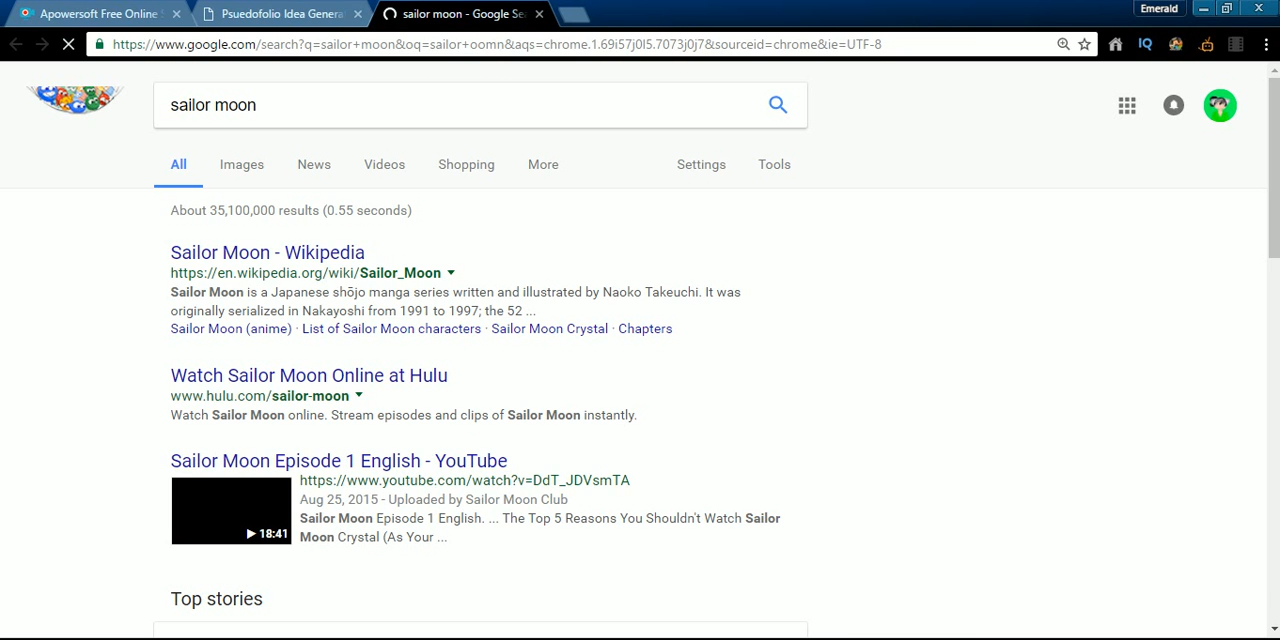 Apowersoft Free Online
Psuedofolio Idea Genera
sailor moon - Google Se
Emerald
https://www.google.com/search?q=sailor+moon&oq=sailor+oomn&aqs=chrome.1.69i57j0l5.7073j0j7&sourceid=chrome&ie=UTF-8
IQ
sailor moon
All Images News Videos Shopping More Settings Tools
About 35,100,000 results (0.55 seconds)
Sailor Moon - Wikipedia
https://en.wikipedia.org/wiki/Sailor_Moon
Sailor Moon is a Japanese shōjo manga series written and illustrated by Naoko Takeuchi. It was
originally serialized in Nakayoshi from 1991 to 1997; the 52 ...
Sailor Moon (anime) · List of Sailor Moon characters · Sailor Moon Crystal · Chapters
Watch Sailor Moon Online at Hulu
www.hulu.com/sailor-moon
Watch Sailor Moon online. Stream episodes and clips of Sailor Moon instantly.
Sailor Moon Episode 1 English - YouTube
https://www.youtube.com/watch?v=DdT_JDVsmTA
Aug 25, 2015 - Uploaded by Sailor Moon Club
Sailor Moon Episode 1 English. ... The Top 5 Reasons You Shouldn't Watch Sailor
Moon Crystal (As Your ...
18:41
Top stories